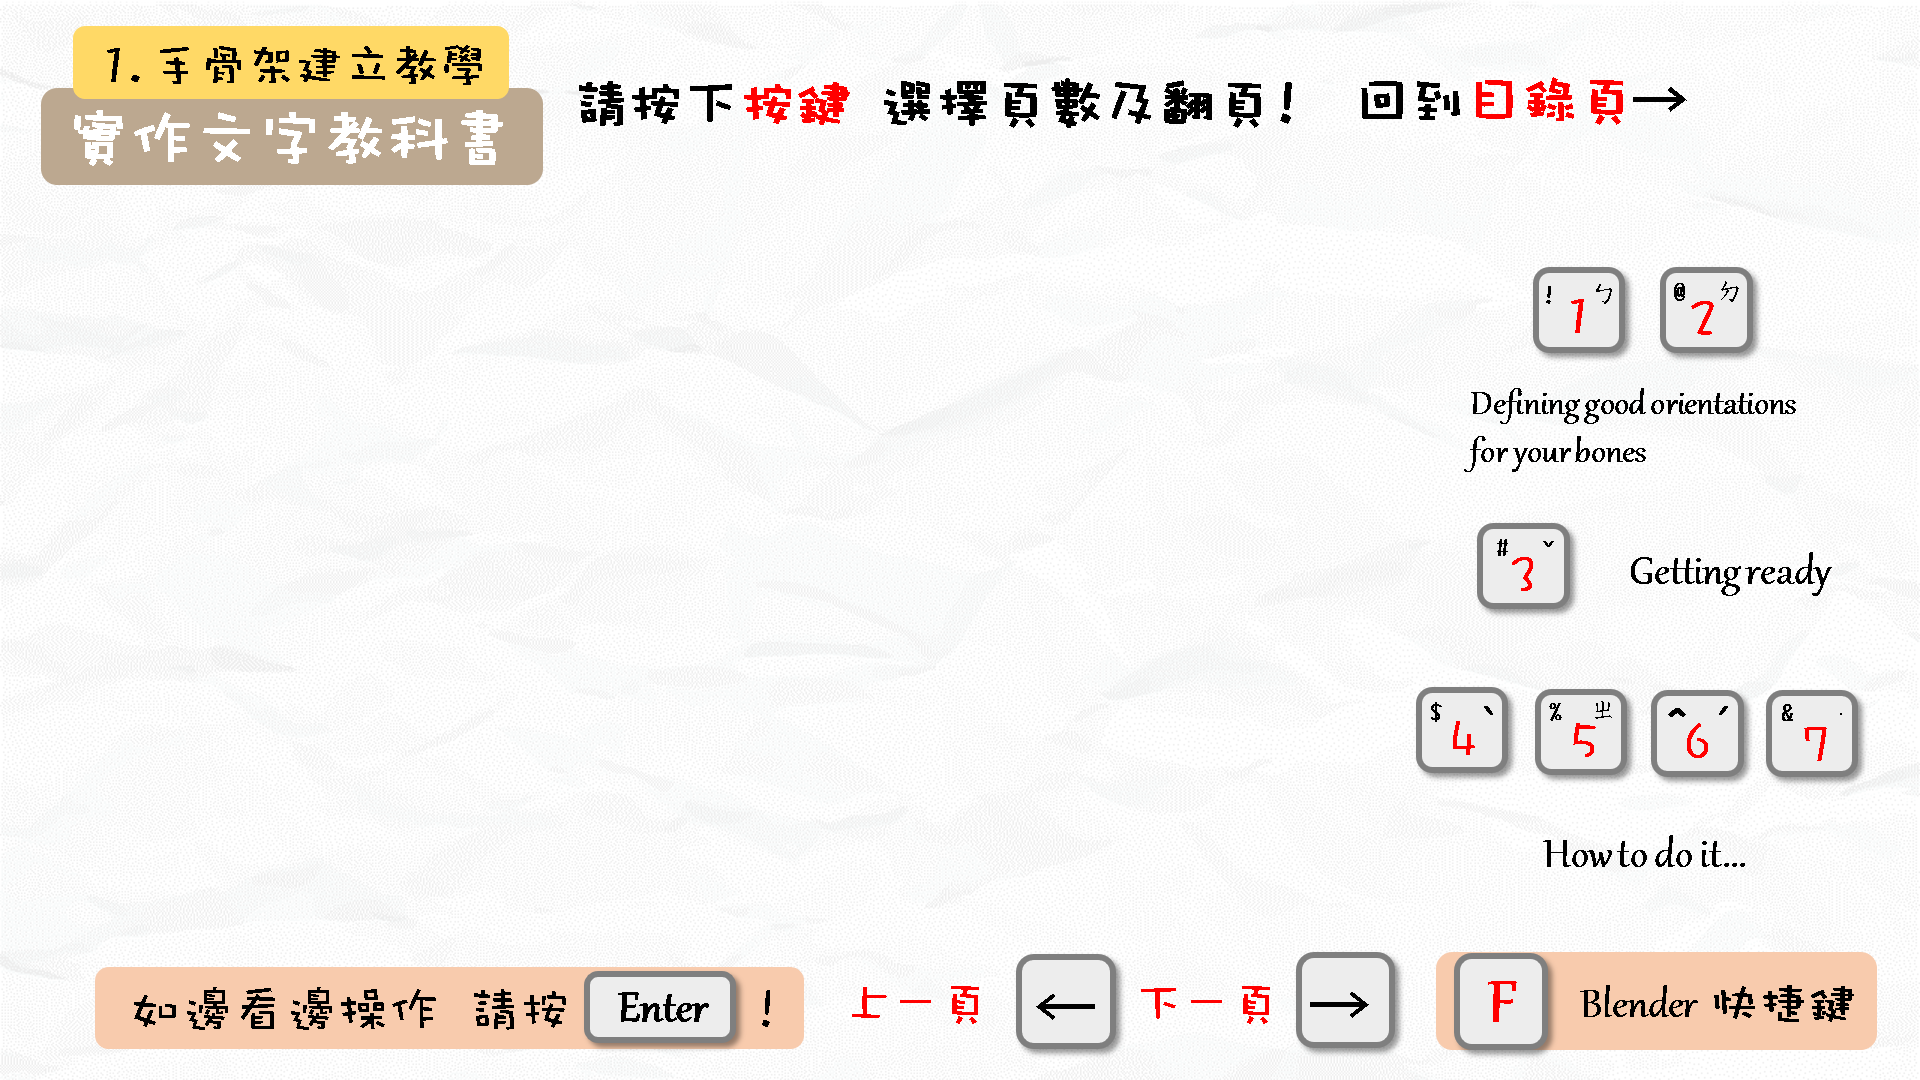 1. 手骨架建立教學
實作文字教科書
請按下按鍵 選擇頁數及翻頁! 回到目錄頁→
! 1 ㄅ
@ 2 ㄉ
Defining good orientations
for your bones
# 3 ˇ
Getting ready
$ 4 ˋ
% 5 ㄓ
^ 6 ˊ
& 7 ˙
How to do it...
如邊看邊操作 請按 Enter !
上一頁 ←
下一頁 →
F Blender 快捷鍵